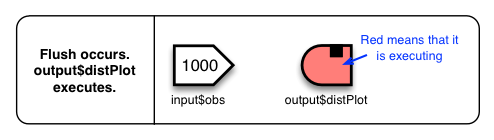 Flush occurs.
output$distPlot
executes.
1000
input$obs
output$distPlot
Red means that it
is executing